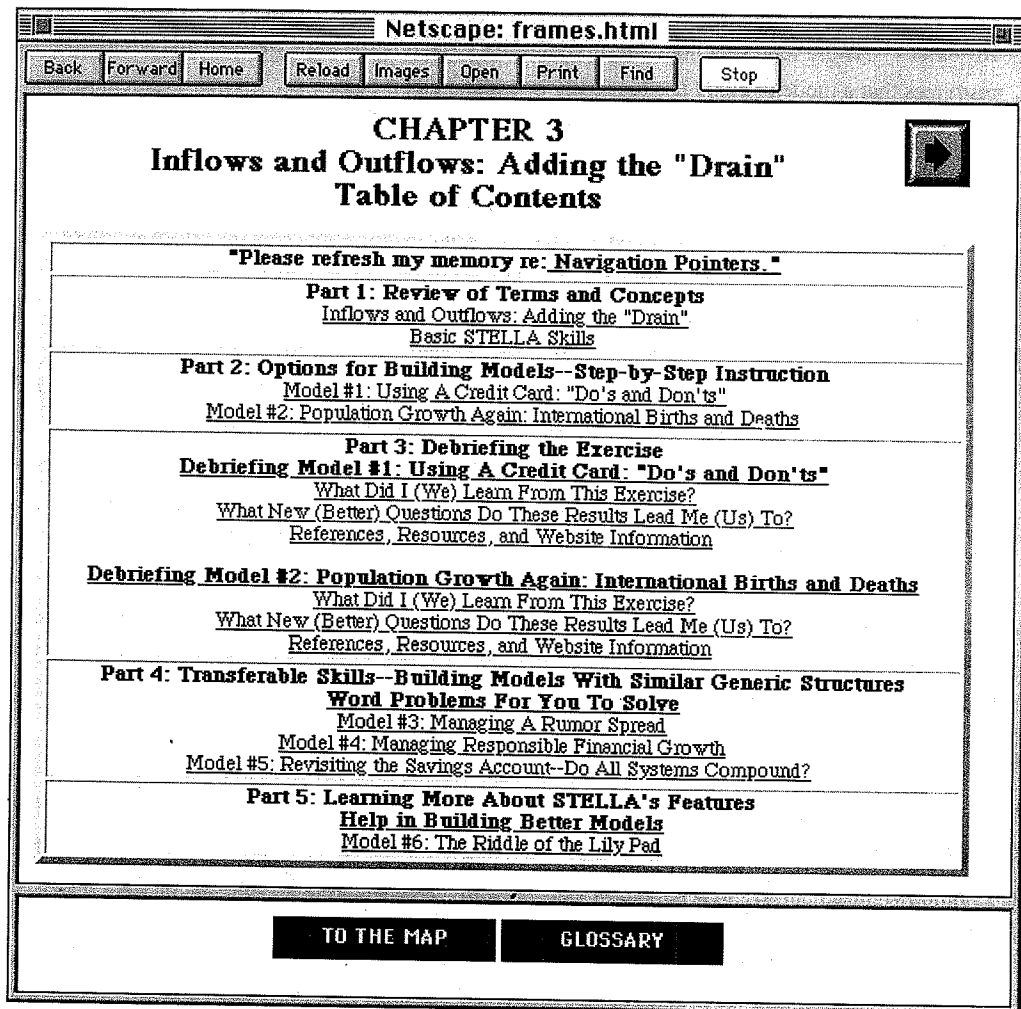 Netscape: frames.html
Back Forward Home Reload Images Open Print Find Stop
CHAPTER 3
Inflows and Outflows: Adding the "Drain"
Table of Contents
"Please refresh my memory re: Navigation Pointers."
Part 1: Review of Terms and Concepts
Inflows and Outflows: Adding the "Drain"
Basic STELLA Skills
Part 2: Options for Building Models--Step-by-Step Instruction
Model #1: Using A Credit Card: "Do's and Don'ts"
Model #2: Population Growth Again: International Births and Deaths
Part 3: Debriefing the Exercise
Debriefing Model #1: Using A Credit Card: "Do's and Don'ts"
What Did I (We) Learn From This Exercise?
What New (Better) Questions Do These Results Lead Me (Us) To?
References, Resources, and Website Information
Debriefing Model #2: Population Growth Again: International Births and Deaths
What Did I (We) Learn From This Exercise?
What New (Better) Questions Do These Results Lead Me (Us) To?
References, Resources, and Website Information
Part 4: Transferable Skills--Building Models With Similar Generic Structures
Word Problems For You To Solve
Model #3: Managing A Rumor Spread
Model #4: Managing Responsible Financial Growth
Model #5: Revisiting the Savings Account--Do All Systems Compound?
Part 5: Learning More About STELLA's Features
Help in Building Better Models
Model #6: The Riddle of the Lily Pad
TO THE MAP GLOSSARY